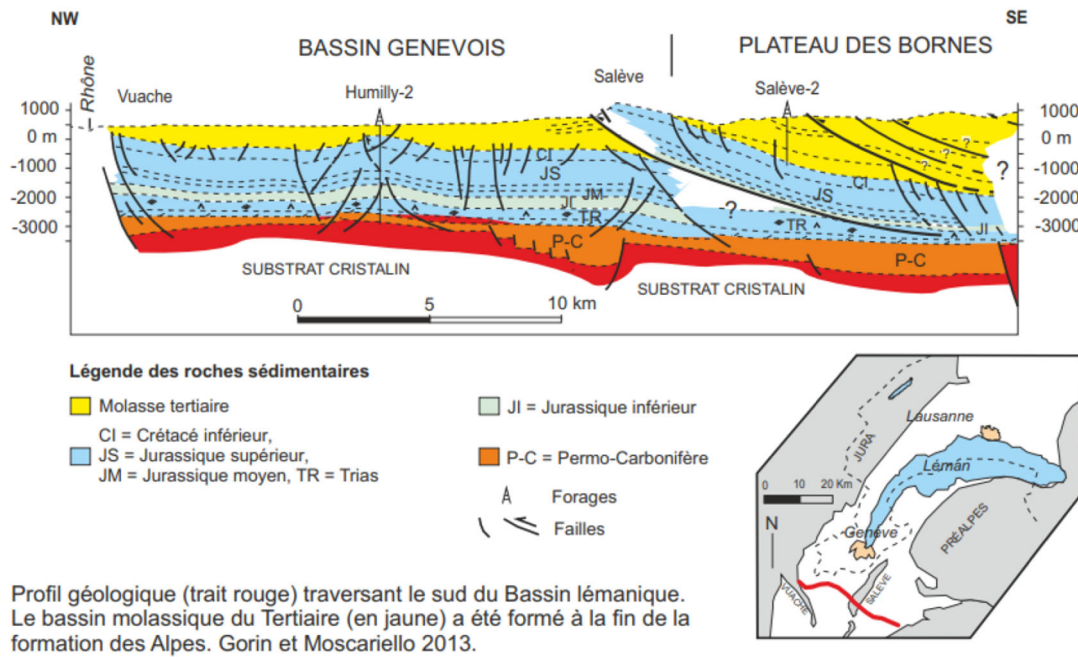 NW
SE
BASSIN GENEVOIS
PLATEAU DES BORNES
Rhône
Vuache
Humilly-2
Salève
Salève-2
1000
0 m
-1000
-2000
-3000
1000
0 m
-1000
-2000
-3000
CI
JS
JM
JI
TR
P-C
?
CI
JS
TR
JI
P-C
?
?
?
?
SUBSTRAT CRISTALIN
SUBSTRAT CRISTALIN
0 5 10 km
Légende des roches sédimentaires
Molasse tertiaire
CI = Crétacé inférieur,
JS = Jurassique supérieur,
JM = Jurassique moyen, TR = Trias
JI = Jurassique inférieur
P-C = Permo-Carbonifère
Forages
Failles
Lausanne
JURA
Léman
0 10 20 Km
N
Genève
PRÉALPES
VUACHE
SALÈVE
Profil géologique (trait rouge) traversant le sud du Bassin lémanique.
Le bassin molassique du Tertiaire (en jaune) a été formé à la fin de la
formation des Alpes. Gorin et Moscariello 2013.